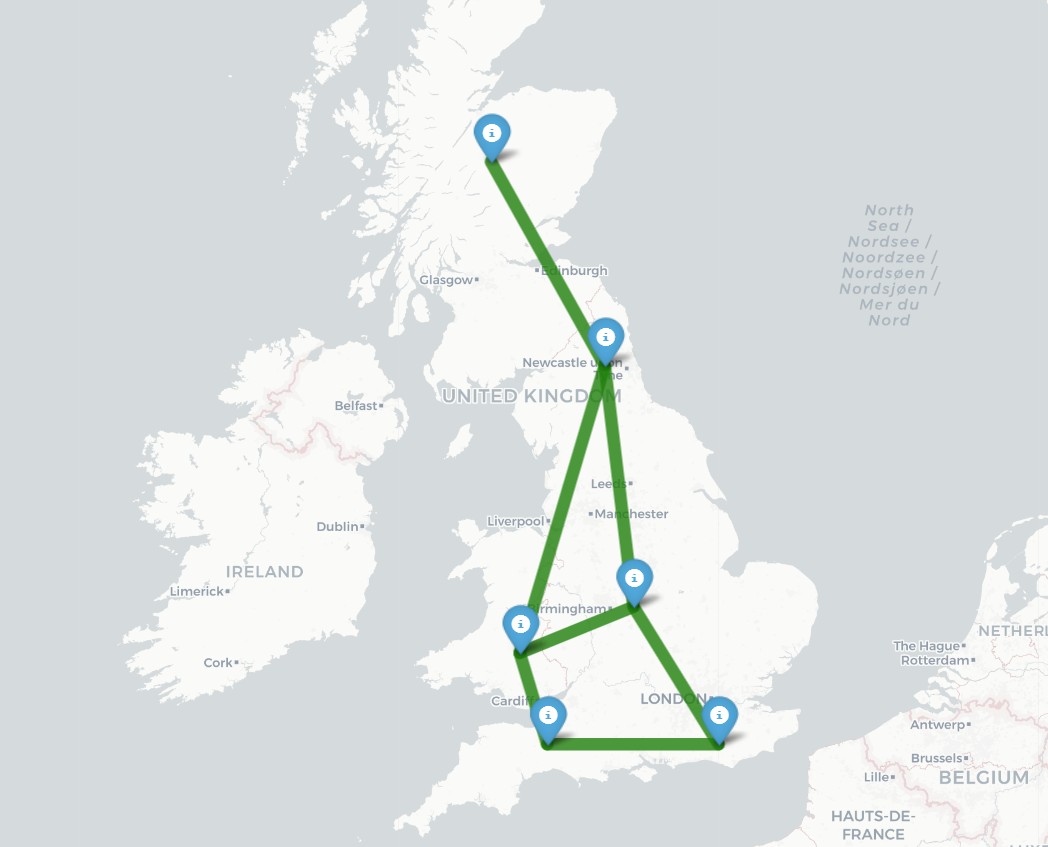 North
Sea /
Nordsee /
Noordzee /
Nordsøen /
Nordsjøen /
Mer du
Nord
Edinburgh
Glasgow
Newcastle upon
Tyne
UNITED KINGDOM
Belfast
Leeds
Manchester
Liverpool
Dublin
IRELAND
Limerick
Birmingham
NETHERL
The Hague
Rotterdam
Cork
Cardiff
LONDON
Antwerp
Brussels
Lille
BELGIUM
HAUTS-DE-
FRANCE